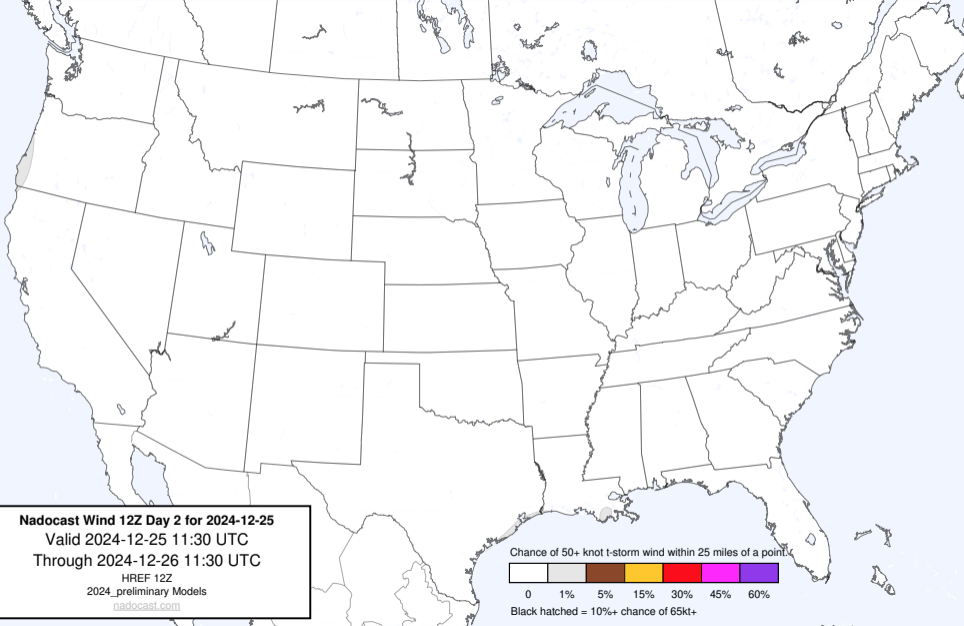 Nadocast Wind 12Z Day 2 for 2024-12-25
Valid 2024-12-25 11:30 UTC
Through 2024-12-26 11:30 UTC
HREF 12Z
2024_preliminary Models
nadocast.com
Chance of 50+ knot t-storm wind within 25 miles of a point.
0 1% 5% 15% 30% 45% 60%
Black hatched = 10%+ chance of 65kt+